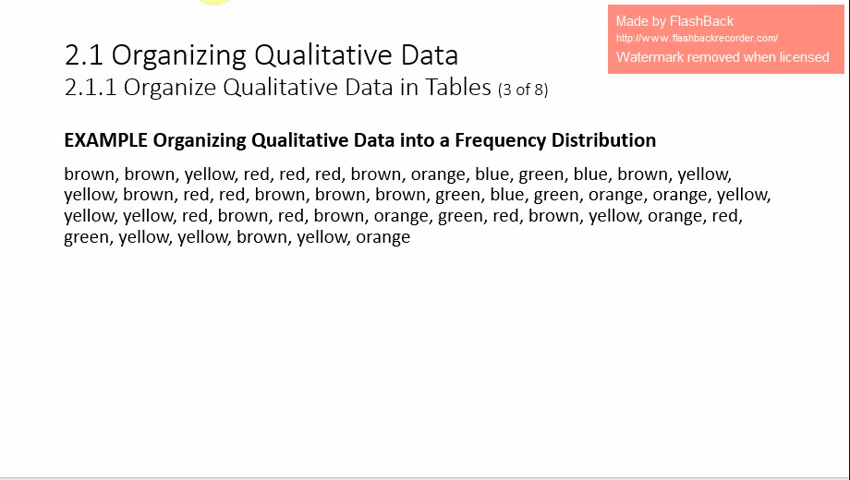 Made by FlashBack
http://www.flashbackrecorder.com/
Watermark removed when licensed
2.1 Organizing Qualitative Data
2.1.1 Organize Qualitative Data in Tables (3 of 8)
EXAMPLE Organizing Qualitative Data into a Frequency Distribution
brown, brown, yellow, red, red, red, brown, orange, blue, green, blue, brown, yellow,
yellow, brown, red, red, brown, brown, brown, green, blue, green, orange, orange, yellow,
yellow, yellow, red, brown, red, brown, orange, green, red, brown, yellow, orange, red,
green, yellow, yellow, brown, yellow, orange